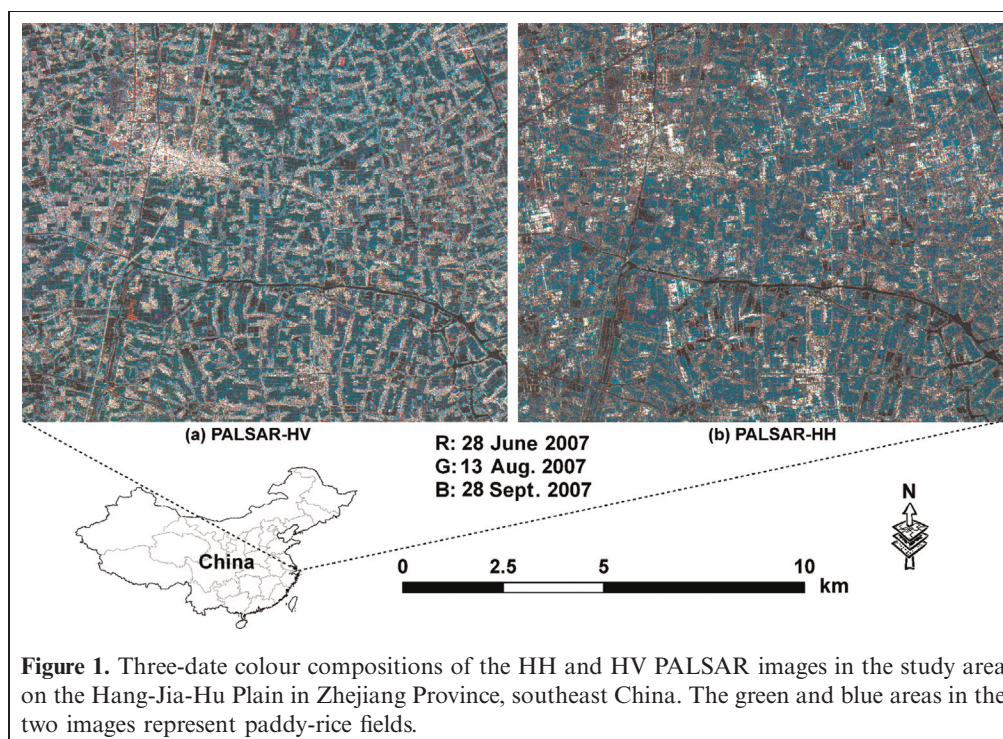 (a) PALSAR-HV
(b) PALSAR-HH
R: 28 June 2007
G: 13 Aug. 2007
B: 28 Sept. 2007
China
N
0 2.5 5 10
km
Figure 1. Three-date colour compositions of the HH and HV PALSAR images in the study area
on the Hang-Jia-Hu Plain in Zhejiang Province, southeast China. The green and blue areas in the
two images represent paddy-rice fields.